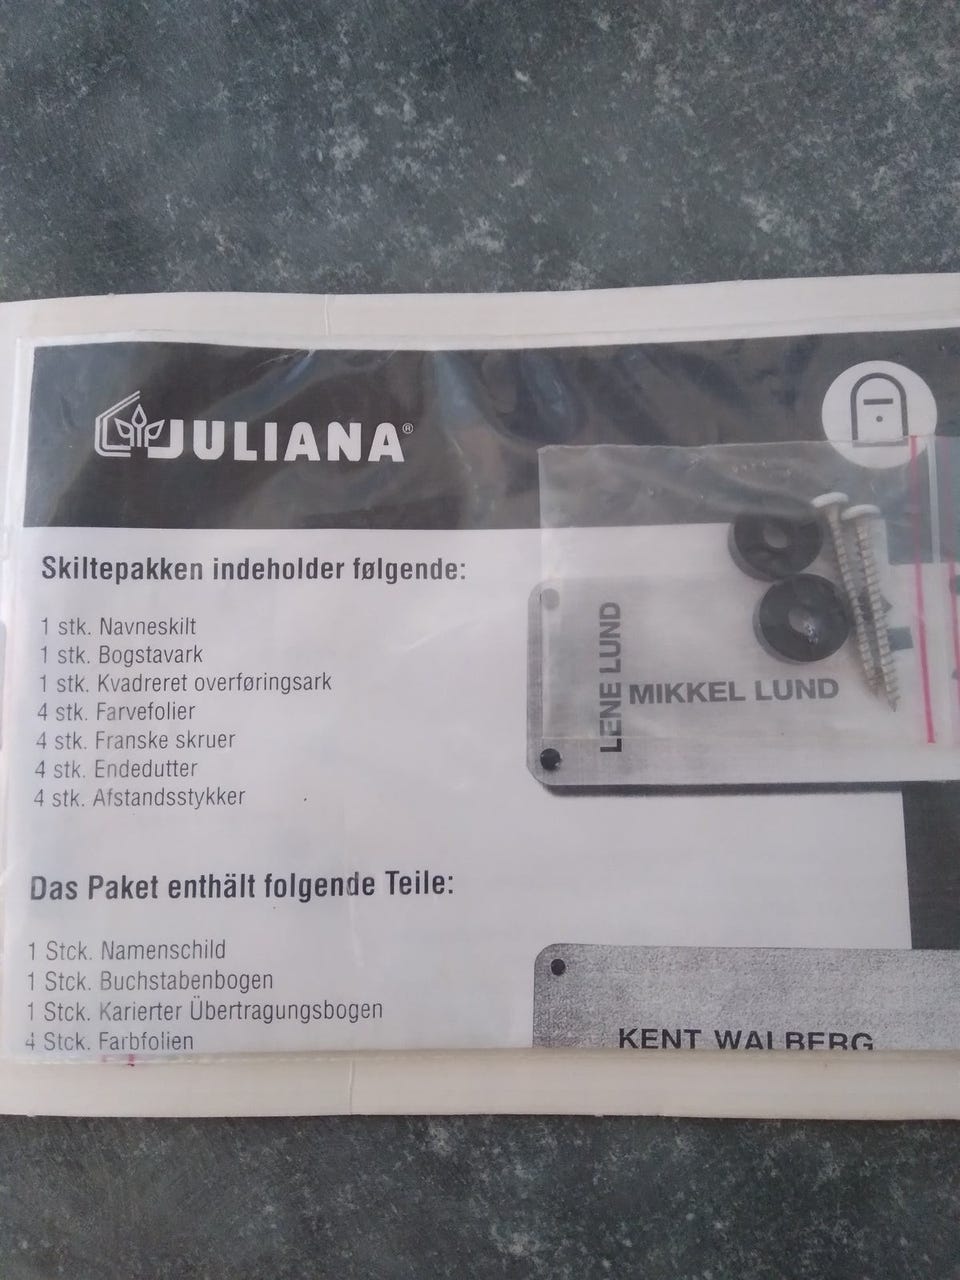 JULIANA®
Skiltepakken indeholder følgende:
1 stk. Navneskilt
1 stk. Bogstavark
1 stk. Kvadreret overføringsark
4 stk. Farvefolier
4 stk. Franske skruer
4 stk. Endedutter
4 stk. Afstandsstykker
LENE LUND
MIKKEL LUND
Das Paket enthält folgende Teile:
1 Stck. Namenschild
1 Stck. Buchstabenbogen
1 Stck. Karierter Übertragungsbogen
4 Stck. Farbfolien
KENT WALBERG